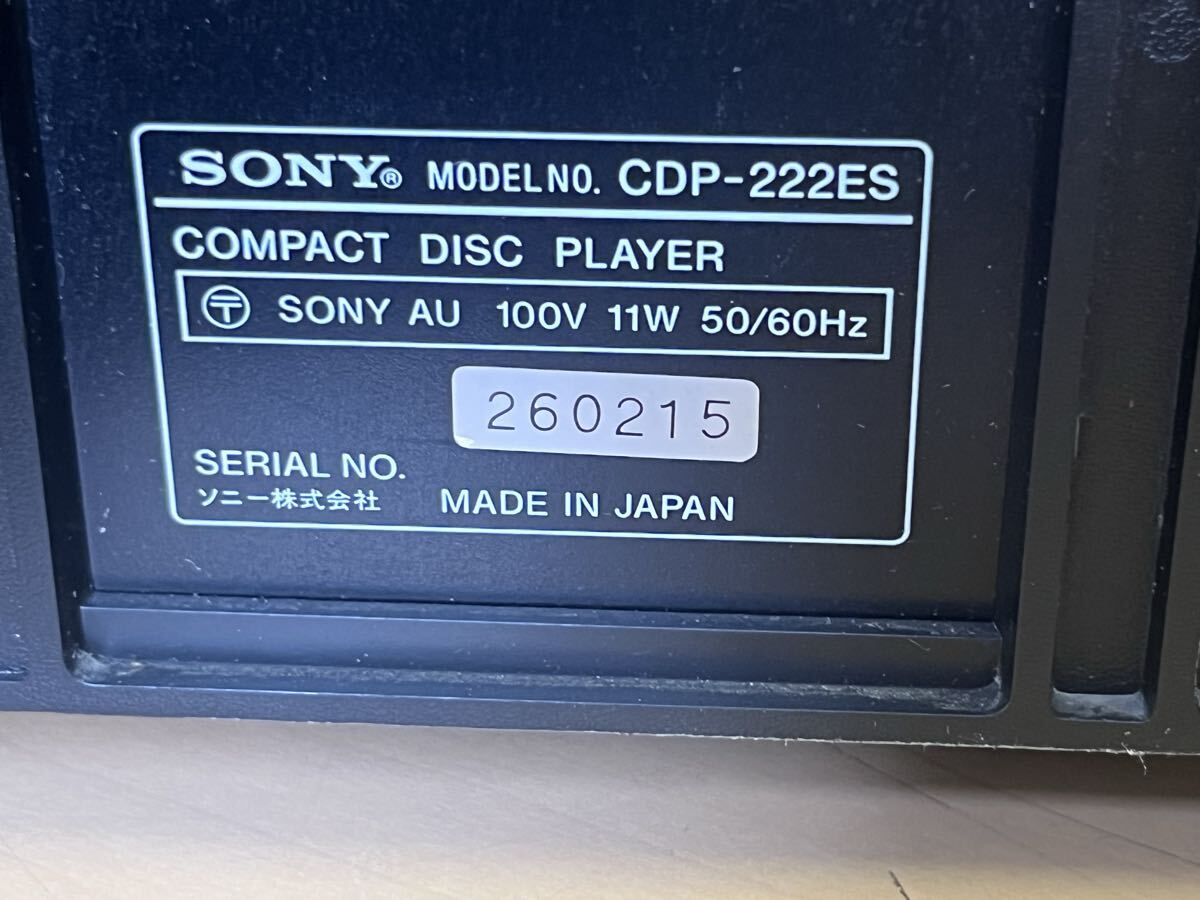 SONY® MODEL NO. CDP-222ES
COMPACT DISC PLAYER
〶 SONY AU 100V 11W 50/60Hz
260215
SERIAL NO.
ソニー株式会社 MADE IN JAPAN